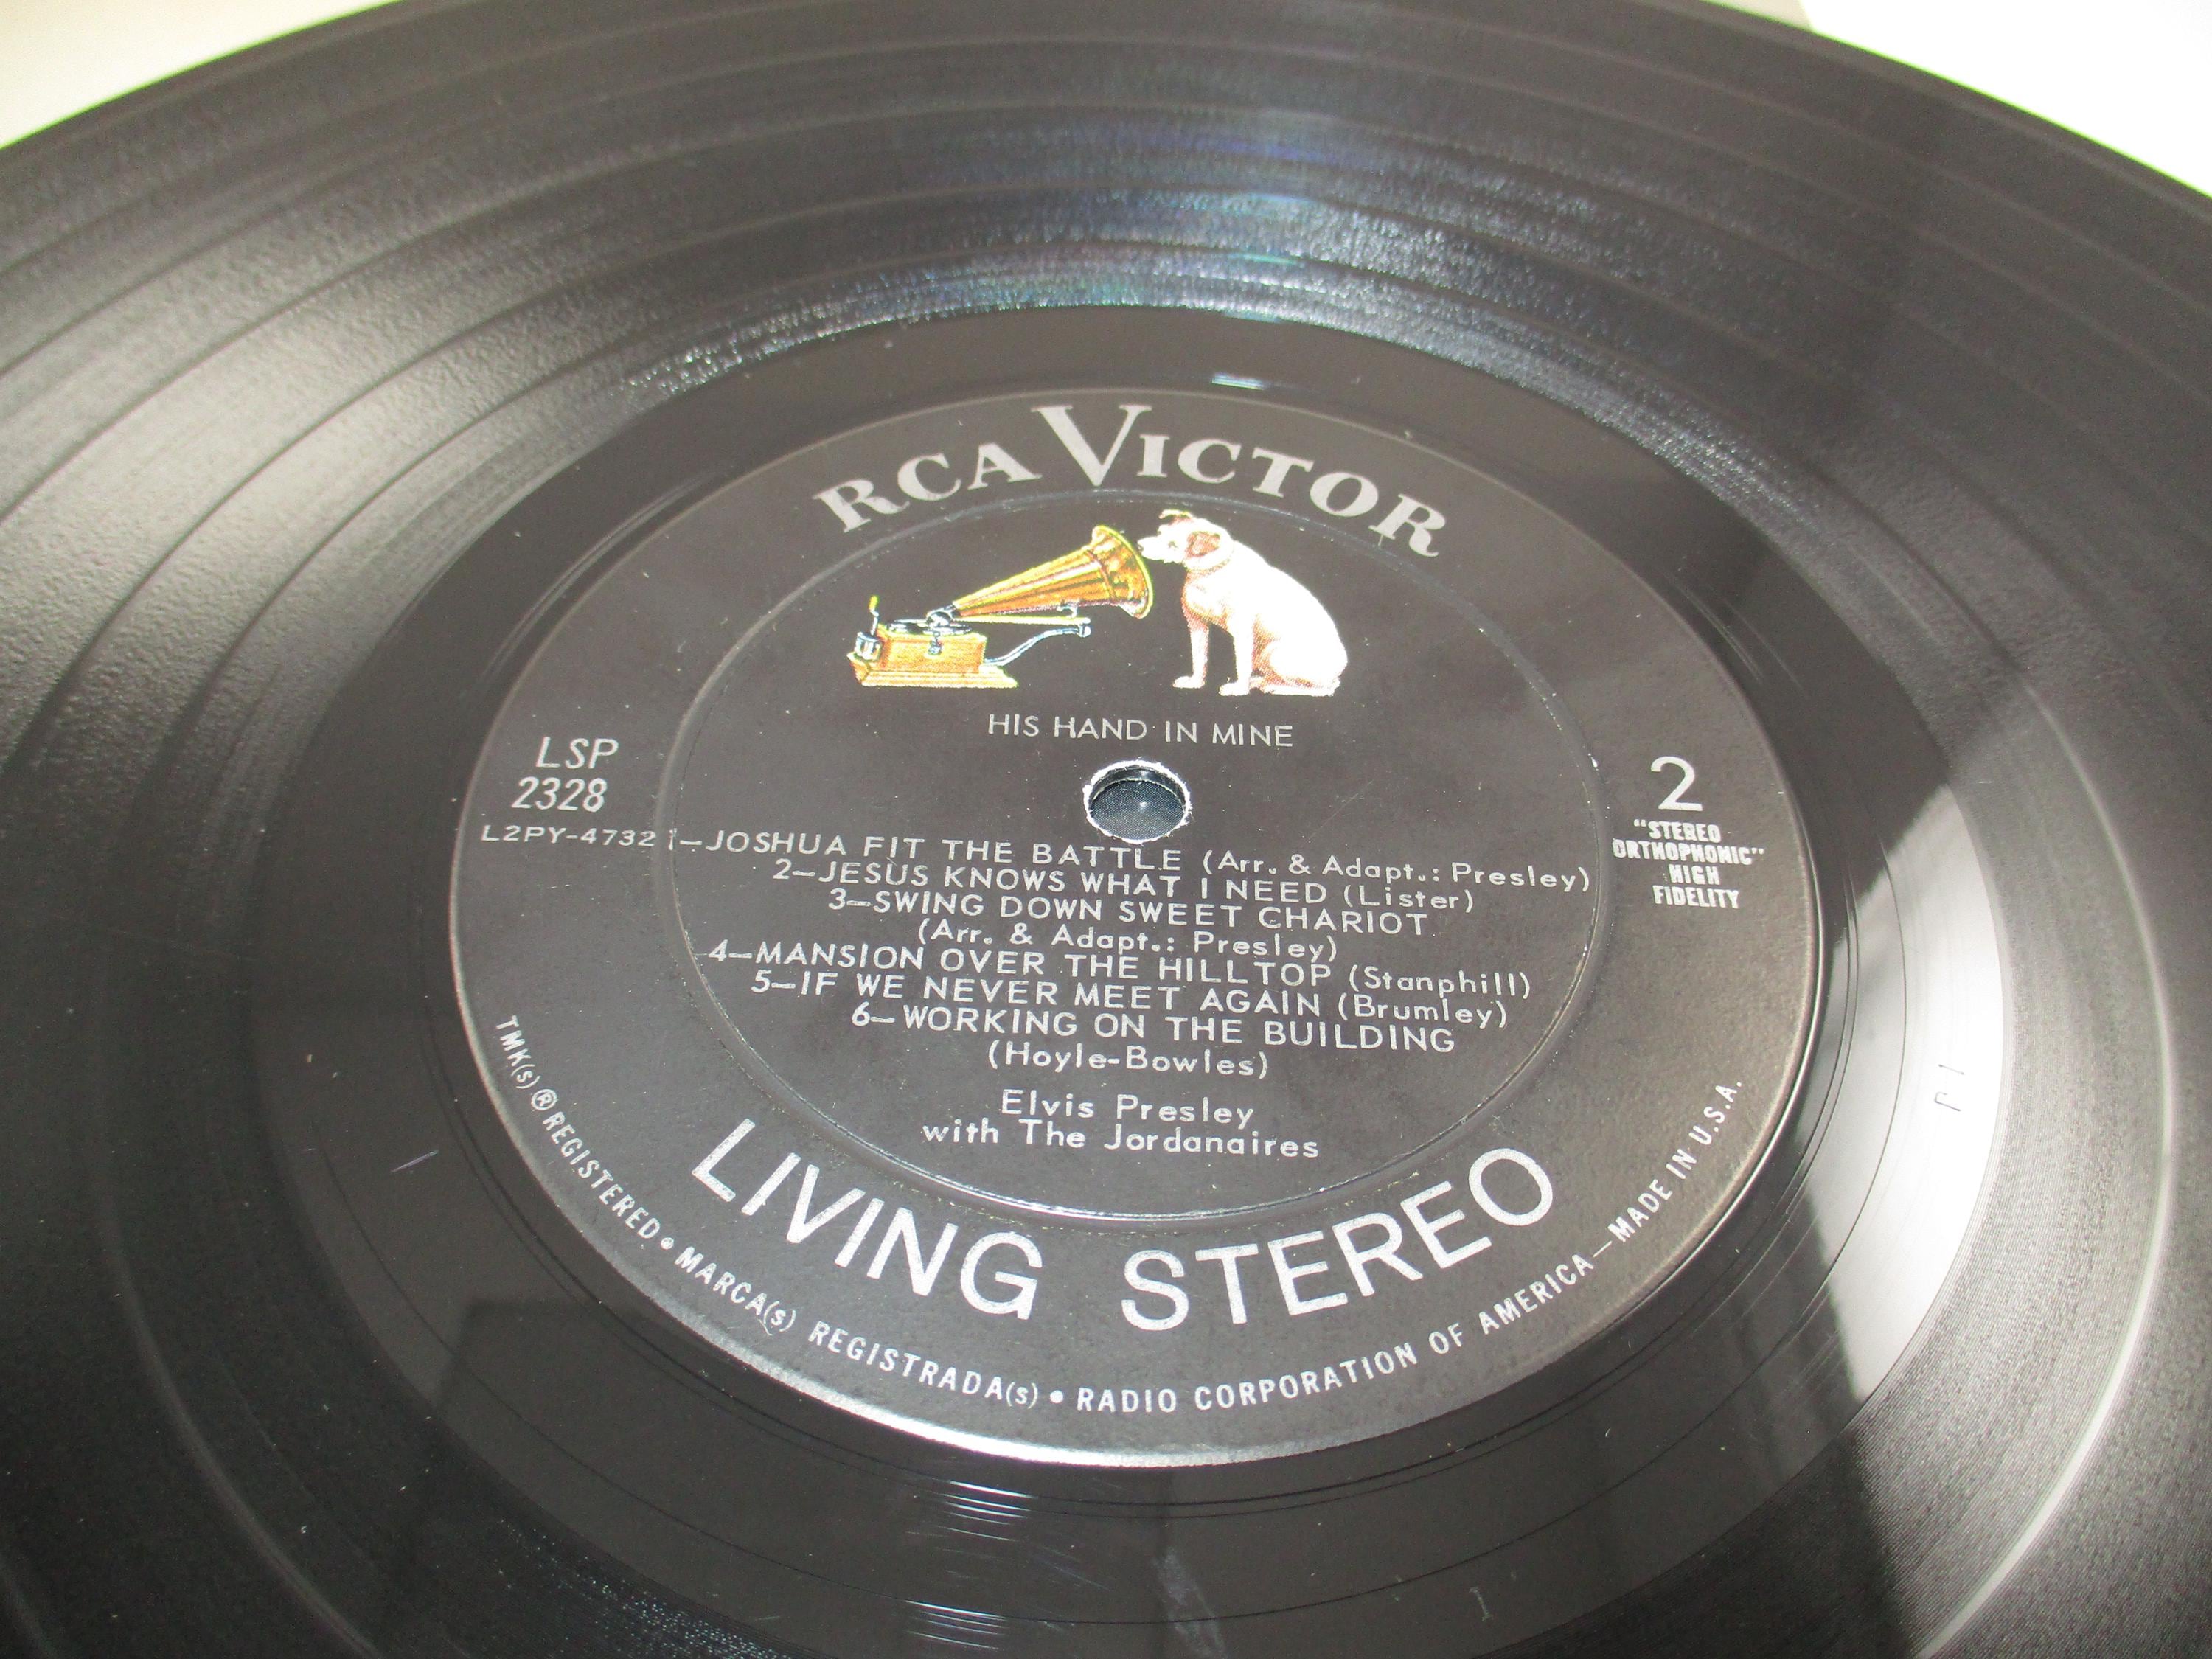 RCA VICTOR
HIS HAND IN MINE
LSP
2328
L2PY-4732
2
"STEREO
ORTHOPHONIC"
HIGH
FIDELITY
1—JOSHUA FIT THE BATTLE (Arr. & Adapt.: Presley)
2—JESUS KNOWS WHAT I NEED (Lister)
3—SWING DOWN SWEET CHARIOT
(Arr. & Adapt.: Presley)
4—MANSION OVER THE HILLTOP (Stanphill)
5—IF WE NEVER MEET AGAIN (Brumley)
6—WORKING ON THE BUILDING
(Hoyle-Bowles)
Elvis Presley
with The Jordanaires
LIVING STEREO
TMK(s) ® REGISTERED • MARCA(s) REGISTRADA(s) • RADIO CORPORATION OF AMERICA — MADE IN U.S.A.